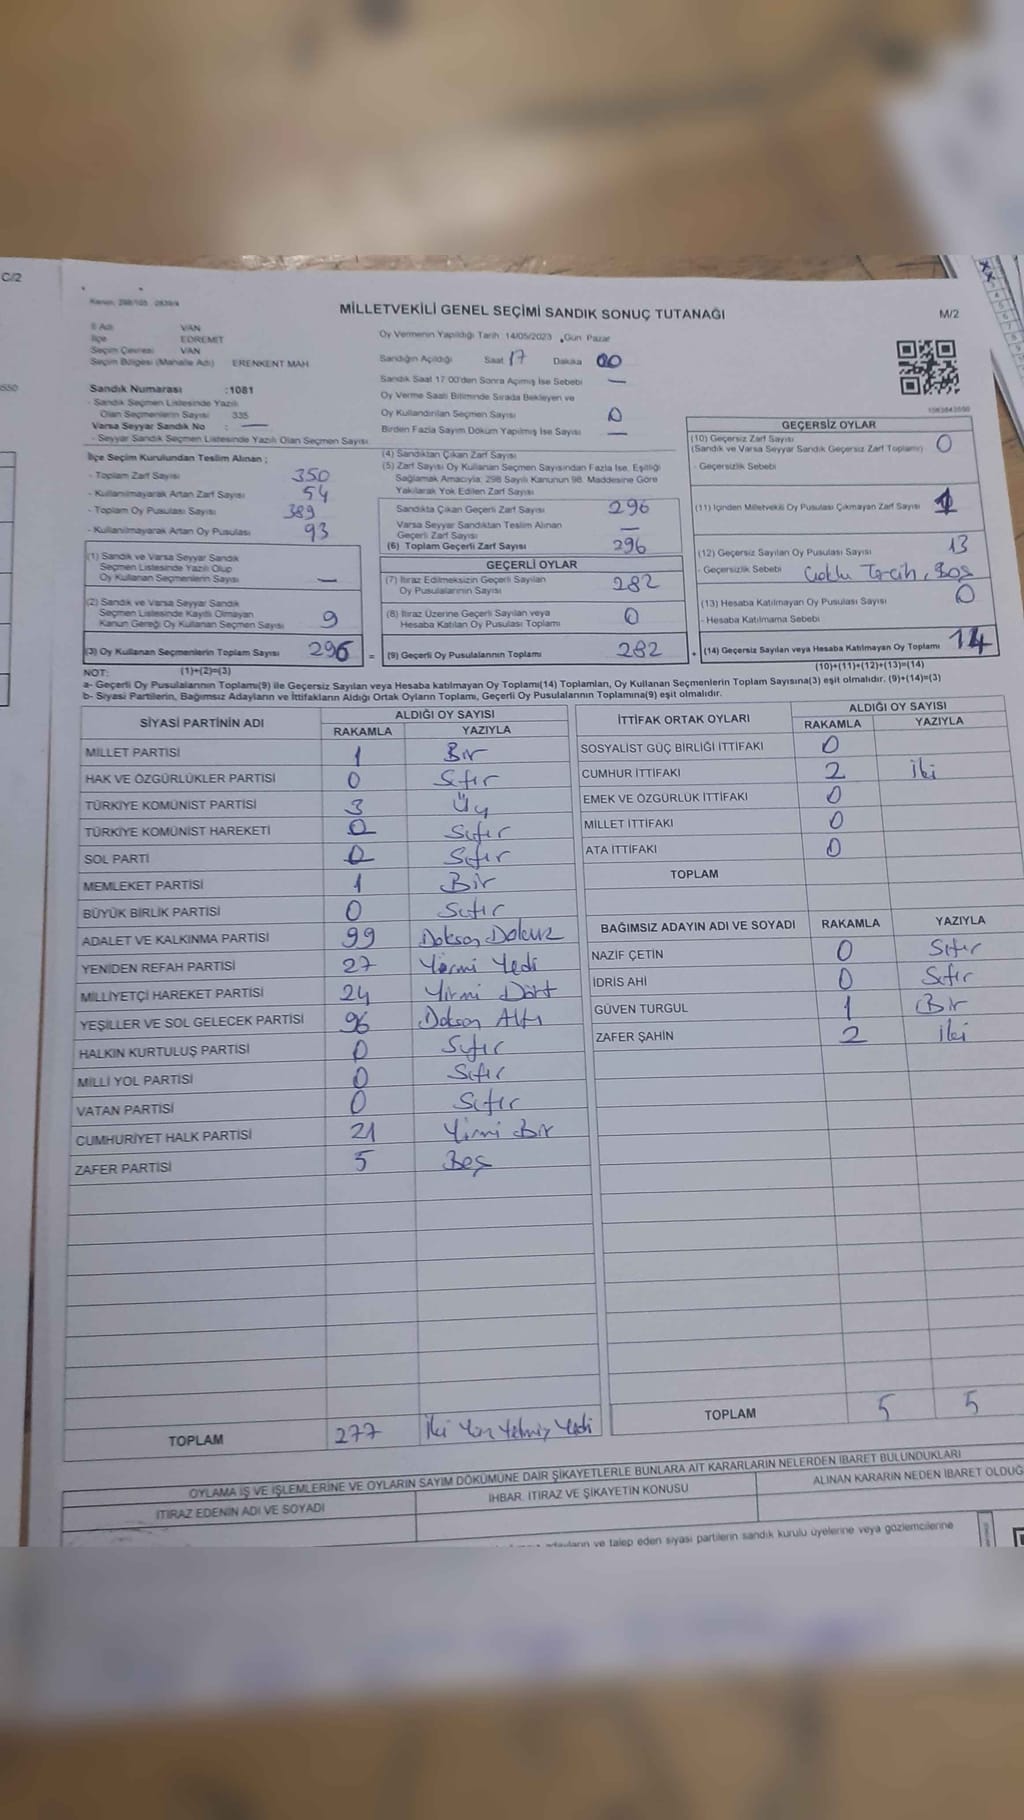 C/2
MİLLETVEKİLİ GENEL SEÇİMİ SANDIK SONUÇ TUTANAĞI
M/2
İl Adı VAN
İlçe EDREMİT
Seçim Çevresi VAN
Seçim Bölgesi (Mahalle Adı) ERENKENT MAH
Sandık Numarası :1081
- Sandık Seçmen Listesinde Yazılı
Olan Seçmenlerin Sayısı 335
Varsa Seyyar Sandık No : —
- Seyyar Sandık Seçmen Listesinde Yazılı Olan Seçmen Sayısı
Oy Vermenin Yapıldığı Tarih 14/05/2023 Gün Pazar
Sandığın Açıldığı Saat 17 Dakika 00
Sandık Saat 17 00'den Sonra Açımış İse Sebebi —
Oy Verme Saati Bitiminde Sırada Bekleyen ve
Oy Kullandırılan Seçmen Sayısı 0
Birden Fazla Sayım Döküm Yapılmış İse Sayısı —
İlçe Seçim Kurulundan Teslim Alınan ;
- Toplam Zarf Sayısı 350
- Kullanılmayarak Artan Zarf Sayısı 54
- Toplam Oy Pusulası Sayısı 389
- Kullanılmayarak Artan Oy Pusulası 93
(1) Sandık ve Varsa Seyyar Sandık
Seçmen Listesinde Yazılı Olup
Oy Kullanan Seçmenlerin Sayısı —
(2) Sandık ve Varsa Seyyar Sandık
Seçmen Listesinde Kayıtlı Olmayan
Kanun Gereği Oy Kullanan Seçmen Sayısı 9
(3) Oy Kullanan Seçmenlerin Toplam Sayısı 296
(4) Sandıktan Çıkan Zarf Sayısı
(5) Zarf Sayısı Oy Kullanan Seçmen Sayısından Fazla İse, Eşitliği
Sağlamak Amacıyla, 298 Sayılı Kanunun 98. Maddesine Göre
Yakılarak Yok Edilen Zarf Sayısı
Sandıkta Çıkan Geçerli Zarf Sayısı 296
Varsa Seyyar Sandıktan Teslim Alınan
Geçerli Zarf Sayısı —
(6) Toplam Geçerli Zarf Sayısı 296
GEÇERLİ OYLAR
(7) İtiraz Edilmeksizin Geçerli Sayılan
Oy Pusulalarının Sayısı 282
(8) İtiraz Üzerine Geçerli Sayılan veya
Hesaba Katılan Oy Pusulası Toplamı 0
= (9) Geçerli Oy Pusulalarının Toplamı 282
GEÇERSİZ OYLAR
(10) Geçersiz Zarf Sayısı
(Sandık ve Varsa Seyyar Sandık Geçersiz Zarf Toplamı) 0
- Geçersizlik Sebebi
(11) İçinden Milletvekili Oy Pusulası Çıkmayan Zarf Sayısı 1
(12) Geçersiz Sayılan Oy Pusulası Sayısı 13
- Geçersizlik Sebebi Çoklu Tercih, Boş
(13) Hesaba Katılmayan Oy Pusulası Sayısı 0
- Hesaba Katılmama Sebebi
+ (14) Geçersiz Sayılan veya Hesaba Katılmayan Oy Toplamı 14
NOT: (1)+(2)=(3)
(10)+(11)+(12)+(13)=(14)
a- Geçerli Oy Pusulalarının Toplamı(9) ile Geçersiz Sayılan veya Hesaba katılmayan Oy Toplamı(14) Toplamları, Oy Kullanan Seçmenlerin Toplam Sayısına(3) eşit olmalıdır. (9)+(14)=(3)
b- Siyasi Partilerin, Bağımsız Adayların ve İttifakların Aldığı Ortak Oyların Toplamı, Geçerli Oy Pusulalarının Toplamına(9) eşit olmalıdır.
SİYASİ PARTİNİN ADI ALDIĞI OY SAYISI
RAKAMLA YAZIYLA
MİLLET PARTİSİ 1 Bir
HAK VE ÖZGÜRLÜKLER PARTİSİ 0 Sıfır
TÜRKİYE KOMÜNİST PARTİSİ 3 Üç
TÜRKİYE KOMÜNİST HAREKETİ 0 Sıfır
SOL PARTİ 0 Sıfır
MEMLEKET PARTİSİ 1 Bir
BÜYÜK BİRLİK PARTİSİ 0 Sıfır
ADALET VE KALKINMA PARTİSİ 99 Doksan Dokuz
YENİDEN REFAH PARTİSİ 27 Yirmi Yedi
MİLLİYETÇİ HAREKET PARTİSİ 24 Yirmi Dört
YEŞİLLER VE SOL GELECEK PARTİSİ 96 Doksan Altı
HALKIN KURTULUŞ PARTİSİ 0 Sıfır
MİLLİ YOL PARTİSİ 0 Sıfır
VATAN PARTİSİ 0 Sıfır
CUMHURİYET HALK PARTİSİ 21 Yirmi Bir
ZAFER PARTİSİ 5 Beş
TOPLAM 277 İki Yüz Yetmiş Yedi
İTTİFAK ORTAK OYLARI ALDIĞI OY SAYISI
RAKAMLA YAZIYLA
SOSYALİST GÜÇ BİRLİĞİ İTTİFAKI 0
CUMHUR İTTİFAKI 2 İki
EMEK VE ÖZGÜRLÜK İTTİFAKI 0
MİLLET İTTİFAKI 0
ATA İTTİFAKI 0
TOPLAM
BAĞIMSIZ ADAYIN ADI VE SOYADI RAKAMLA YAZIYLA
NAZİF ÇETİN 0 Sıfır
İDRİS AHİ 0 Sıfır
GÜVEN TURGUL 1 Bir
ZAFER ŞAHİN 2 İki
TOPLAM 5 5
OYLAMA İŞ VE İŞLEMLERİNE VE OYLARIN SAYIM DÖKÜMÜNE DAİR ŞİKAYETLERLE BUNLARA AİT KARARLARIN NELERDEN İBARET BULUNDUKLARI
İTİRAZ EDENİN ADI VE SOYADI
İHBAR, İTİRAZ VE ŞİKAYETİN KONUSU
ALINAN KARARIN NEDEN İBARET OLDUĞ
ve talep eden siyasi partilerin sandık kurulu üyelerine veya gözlemcilerine